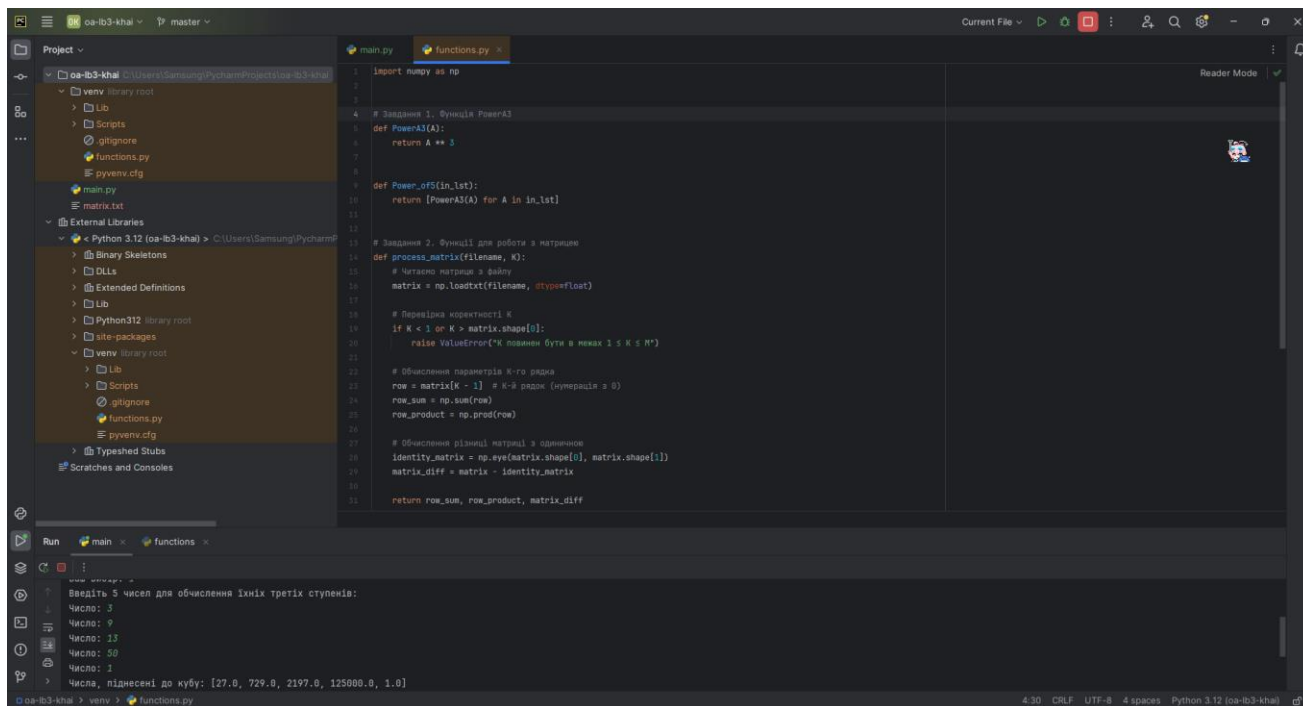 DK oa-lb3-khai master Current File
Project
main.py functions.py
oa-lb3-khai C:\Users\Samsung\PycharmProjects\oa-lb3-khai
venv library root
Lib
Scripts
.gitignore
functions.py
pyvenv.cfg
main.py
matrix.txt
External Libraries
< Python 3.12 (oa-lb3-khai) > C:\Users\Samsung\PycharmP
Binary Skeletons
DLLs
Extended Definitions
Lib
Python312 library root
site-packages
venv library root
Lib
Scripts
.gitignore
functions.py
pyvenv.cfg
Typeshed Stubs
Scratches and Consoles
Reader Mode
1 import numpy as np
2
3
4 # Завдання 1. Функція PowerA3
5 def PowerA3(A):
6 return A ** 3
7
8
9 def Power_of5(in_lst):
10 return [PowerA3(A) for A in in_lst]
11
12
13 # Завдання 2. Функції для роботи з матрицею
14 def process_matrix(filename, K):
15 # Читаємо матрицю з файлу
16 matrix = np.loadtxt(filename, dtype=float)
17
18 # Перевірка коректності K
19 if K < 1 or K > matrix.shape[0]:
20 raise ValueError("K повинен бути в межах 1 ≤ K ≤ M")
21
22 # Обчислення параметрів K-го рядка
23 row = matrix[K - 1] # K-й рядок (нумерація з 0)
24 row_sum = np.sum(row)
25 row_product = np.prod(row)
26
27 # Обчислення різниці матриці з одиничною
28 identity_matrix = np.eye(matrix.shape[0], matrix.shape[1])
29 matrix_diff = matrix - identity_matrix
30
31 return row_sum, row_product, matrix_diff
Run main functions
Введіть 5 чисел для обчислення їхніх третіх ступенів:
Число: 3
Число: 9
Число: 13
Число: 50
Число: 1
Числа, піднесені до кубу: [27.0, 729.0, 2197.0, 125000.0, 1.0]
oa-lb3-khai > venv > functions.py 4:30 CRLF UTF-8 4 spaces Python 3.12 (oa-lb3-khai)